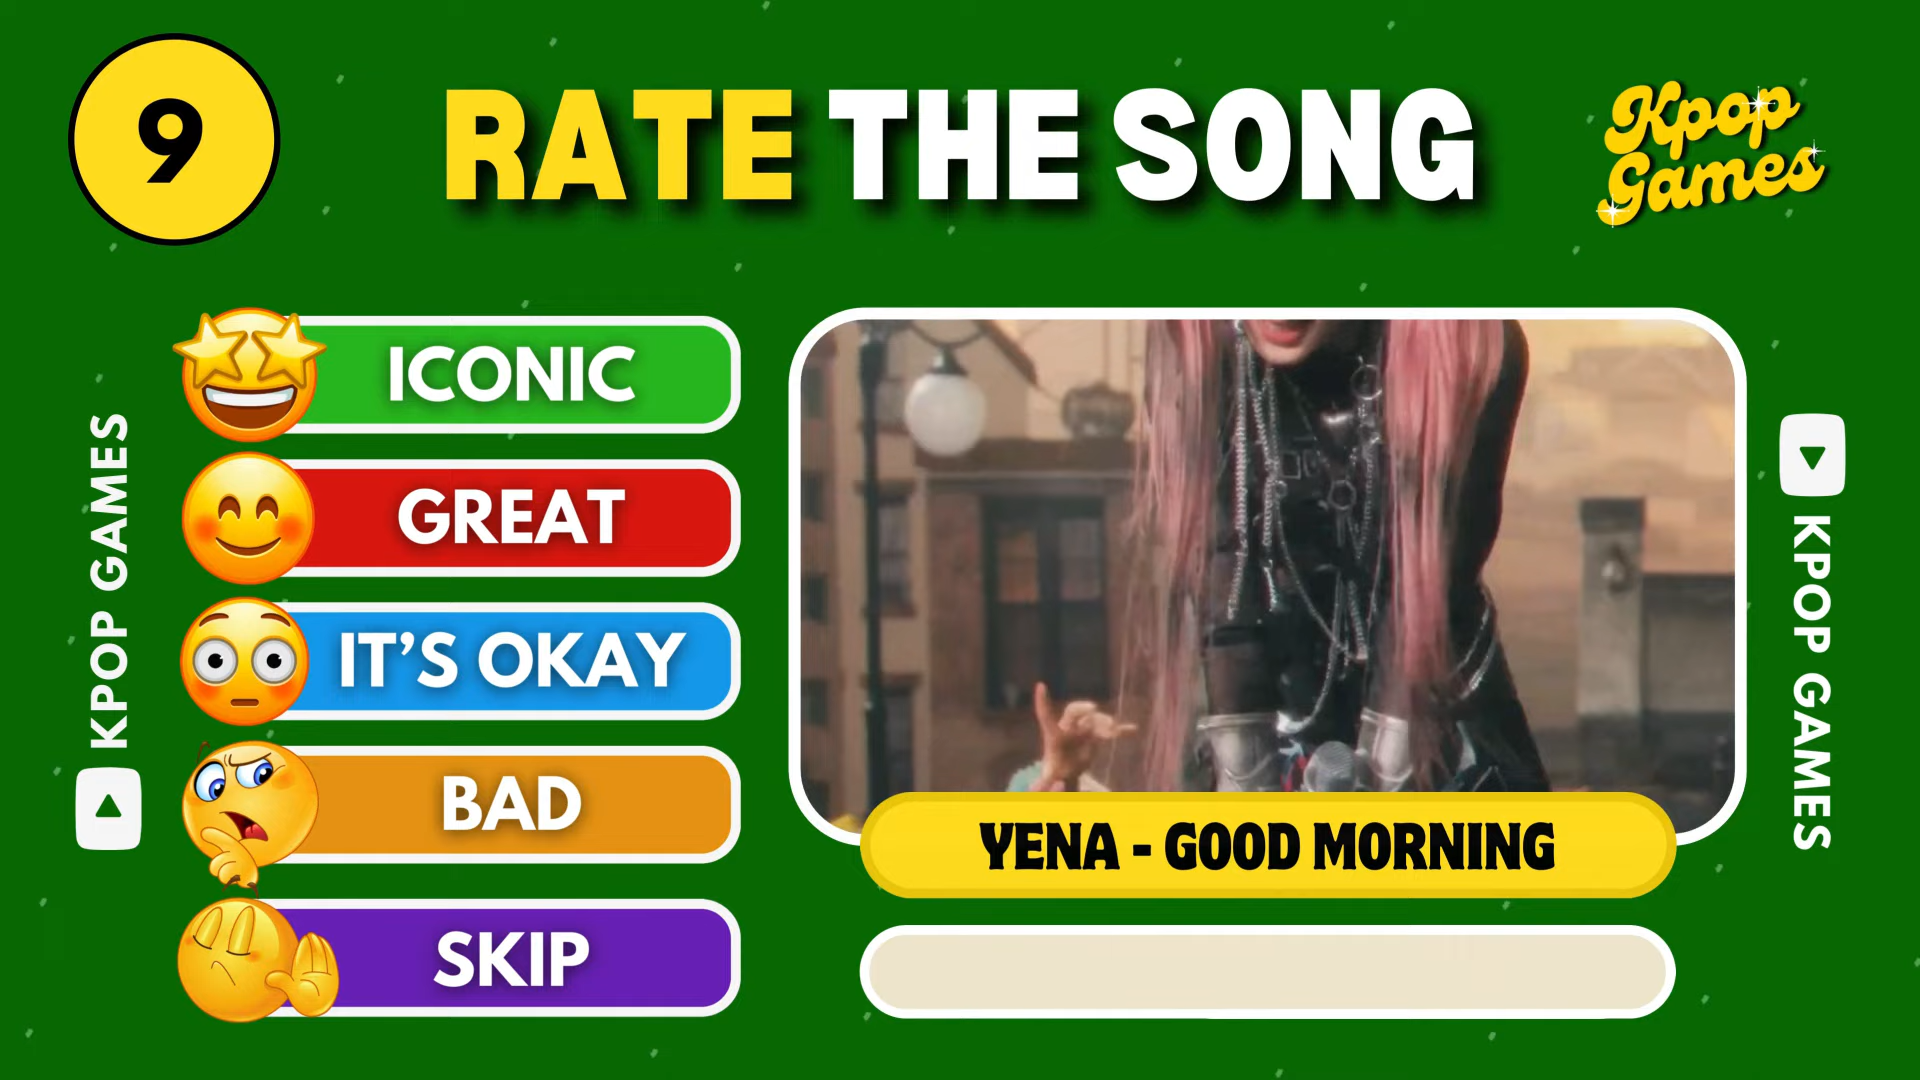 9
RATE THE SONG
Kpop
Games
ICONIC
GREAT
IT'S OKAY
BAD
SKIP
KPOP GAMES
YENA - GOOD MORNING
KPOP GAMES